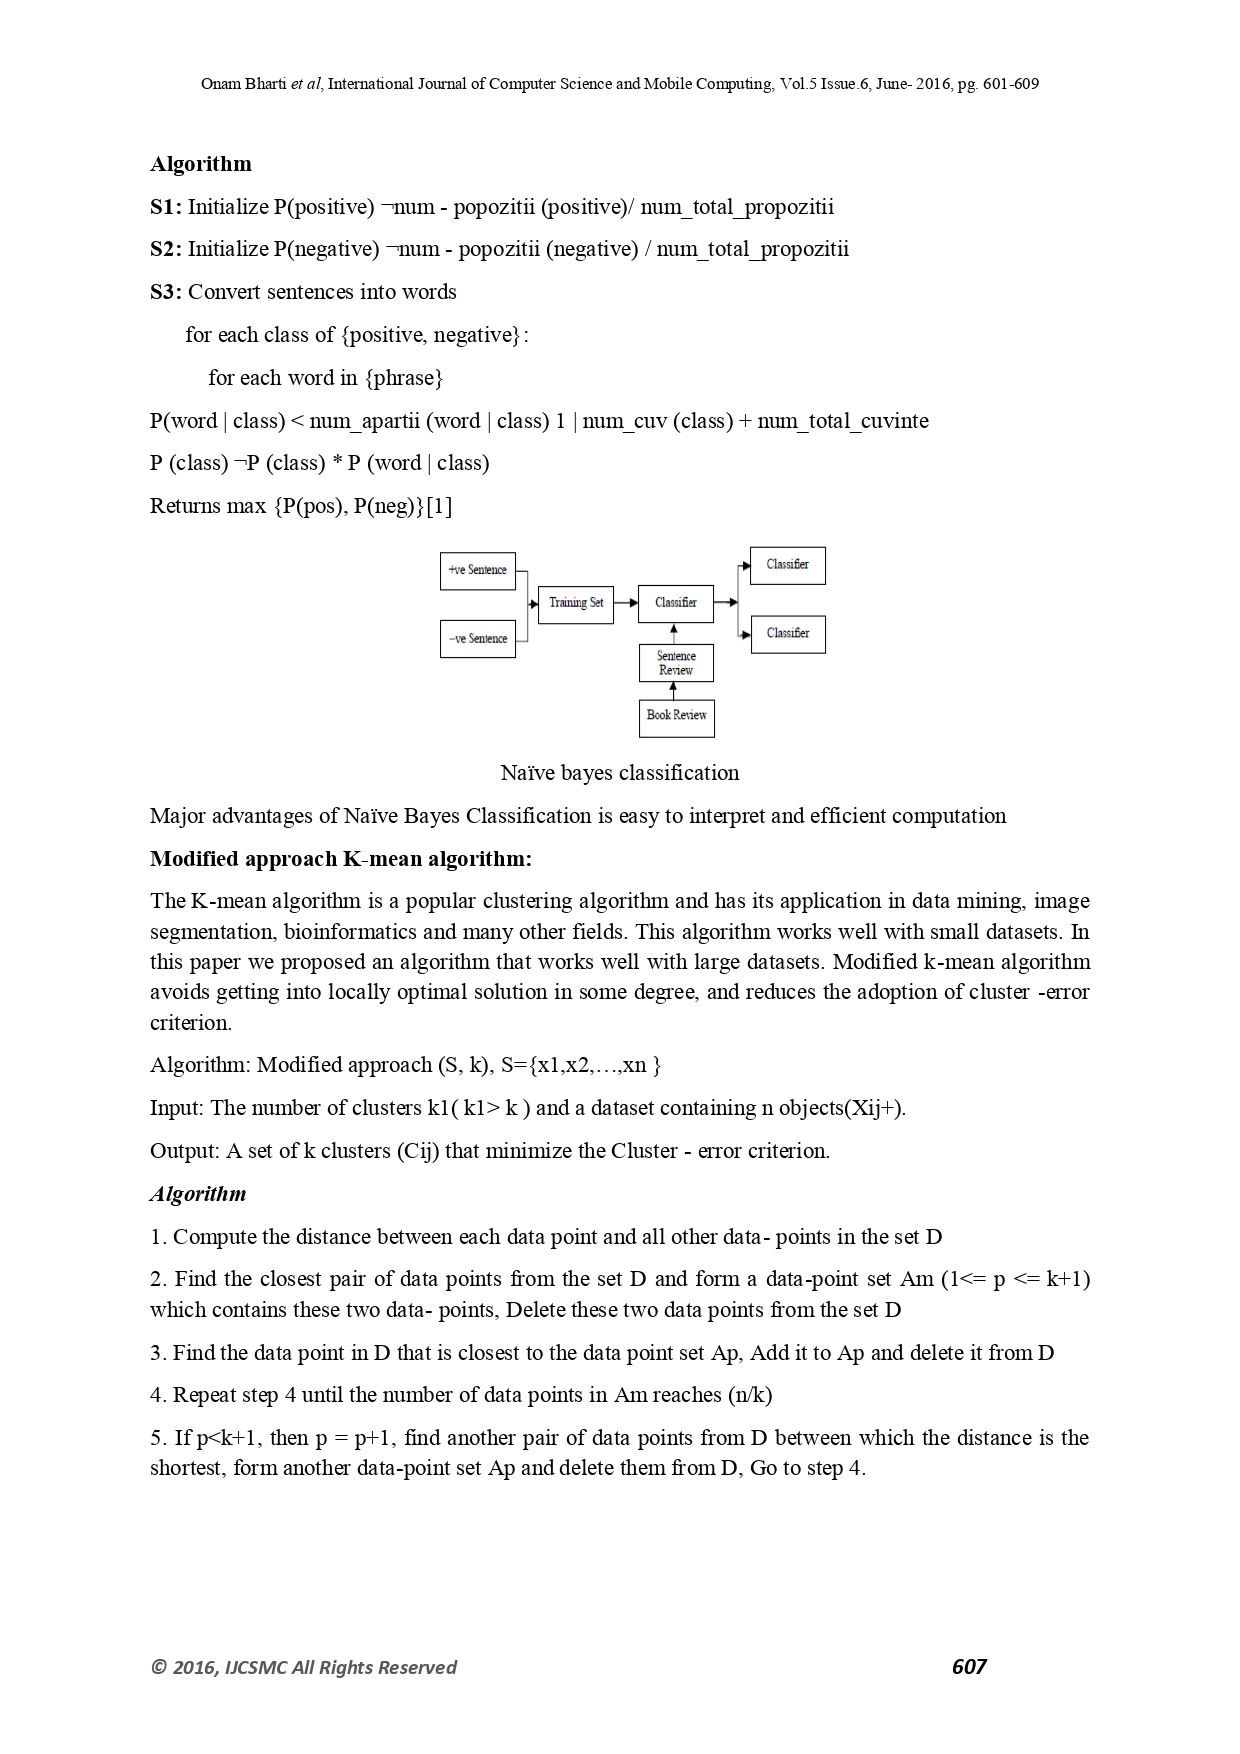 Onam Bharti et al, International Journal of Computer Science and Mobile Computing, Vol.5 Issue.6, June- 2016, pg. 601-609
Algorithm
S1: Initialize P(positive) ¬num - popozitii (positive)/ num_total_propozitii
S2: Initialize P(negative) ¬num - popozitii (negative) / num_total_propozitii
S3: Convert sentences into words
for each class of {positive, negative}:
for each word in {phrase}
P(word | class) < num_apartii (word | class) 1 | num_cuv (class) + num_total_cuvinte
P (class) ¬P (class) * P (word | class)
Returns max {P(pos), P(neg)}[1]
+ve Sentence
–ve Sentence
Training Set
Classifier
Sentence
Review
Book Review
Classifier
Classifier
Naïve bayes classification
Major advantages of Naïve Bayes Classification is easy to interpret and efficient computation
Modified approach K-mean algorithm:
The K-mean algorithm is a popular clustering algorithm and has its application in data mining, image
segmentation, bioinformatics and many other fields. This algorithm works well with small datasets. In
this paper we proposed an algorithm that works well with large datasets. Modified k-mean algorithm
avoids getting into locally optimal solution in some degree, and reduces the adoption of cluster -error
criterion.
Algorithm: Modified approach (S, k), S={x1,x2,…,xn }
Input: The number of clusters k1( k1> k ) and a dataset containing n objects(Xij+).
Output: A set of k clusters (Cij) that minimize the Cluster - error criterion.
Algorithm
1. Compute the distance between each data point and all other data- points in the set D
2. Find the closest pair of data points from the set D and form a data-point set Am (1<= p <= k+1)
which contains these two data- points, Delete these two data points from the set D
3. Find the data point in D that is closest to the data point set Ap, Add it to Ap and delete it from D
4. Repeat step 4 until the number of data points in Am reaches (n/k)
5. If p<k+1, then p = p+1, find another pair of data points from D between which the distance is the
shortest, form another data-point set Ap and delete them from D, Go to step 4.
© 2016, IJCSMC All Rights Reserved 607